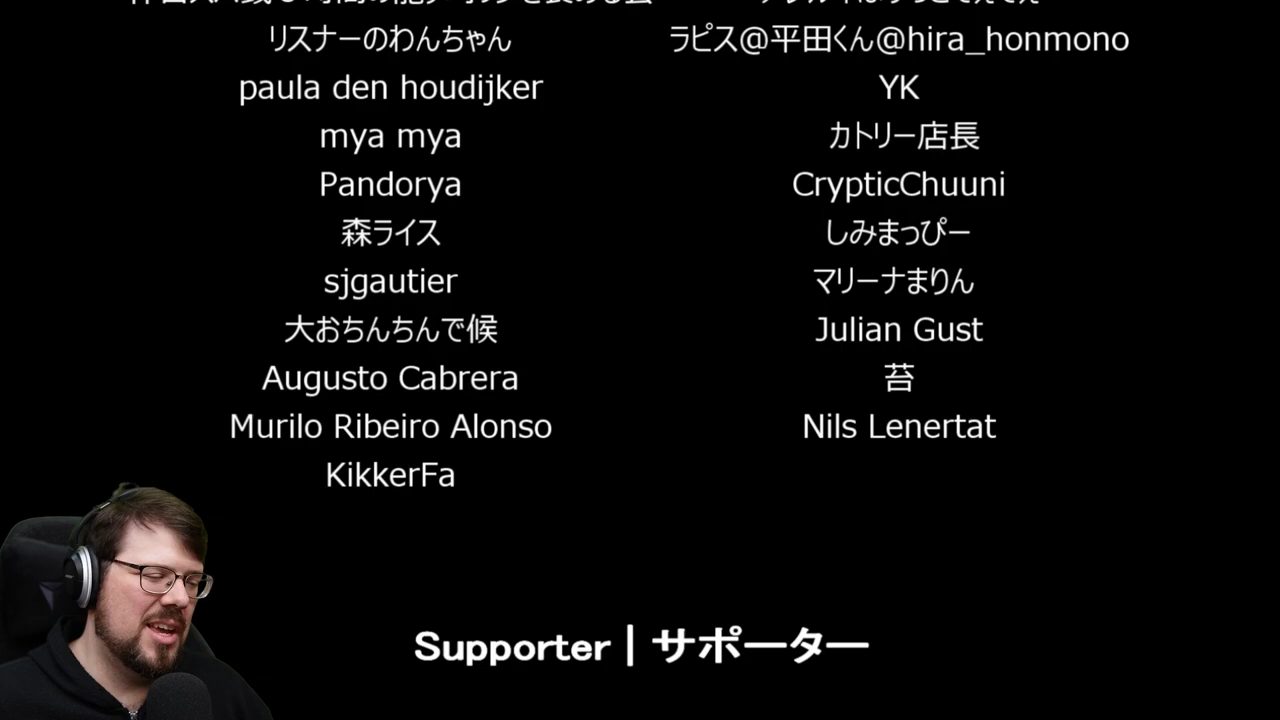 リスナーのわんちゃん
ラピス@平田くん@hira_honmono
paula den houdijker
YK
mya mya
カトリー店長
Pandorya
CrypticChuuni
森ライス
しみまっぴー
sjgautier
マリーナまりん
大おちんちんで候
Julian Gust
Augusto Cabrera
苔
Murilo Ribeiro Alonso
Nils Lenertat
KikkerFa
Supporter | サポーター